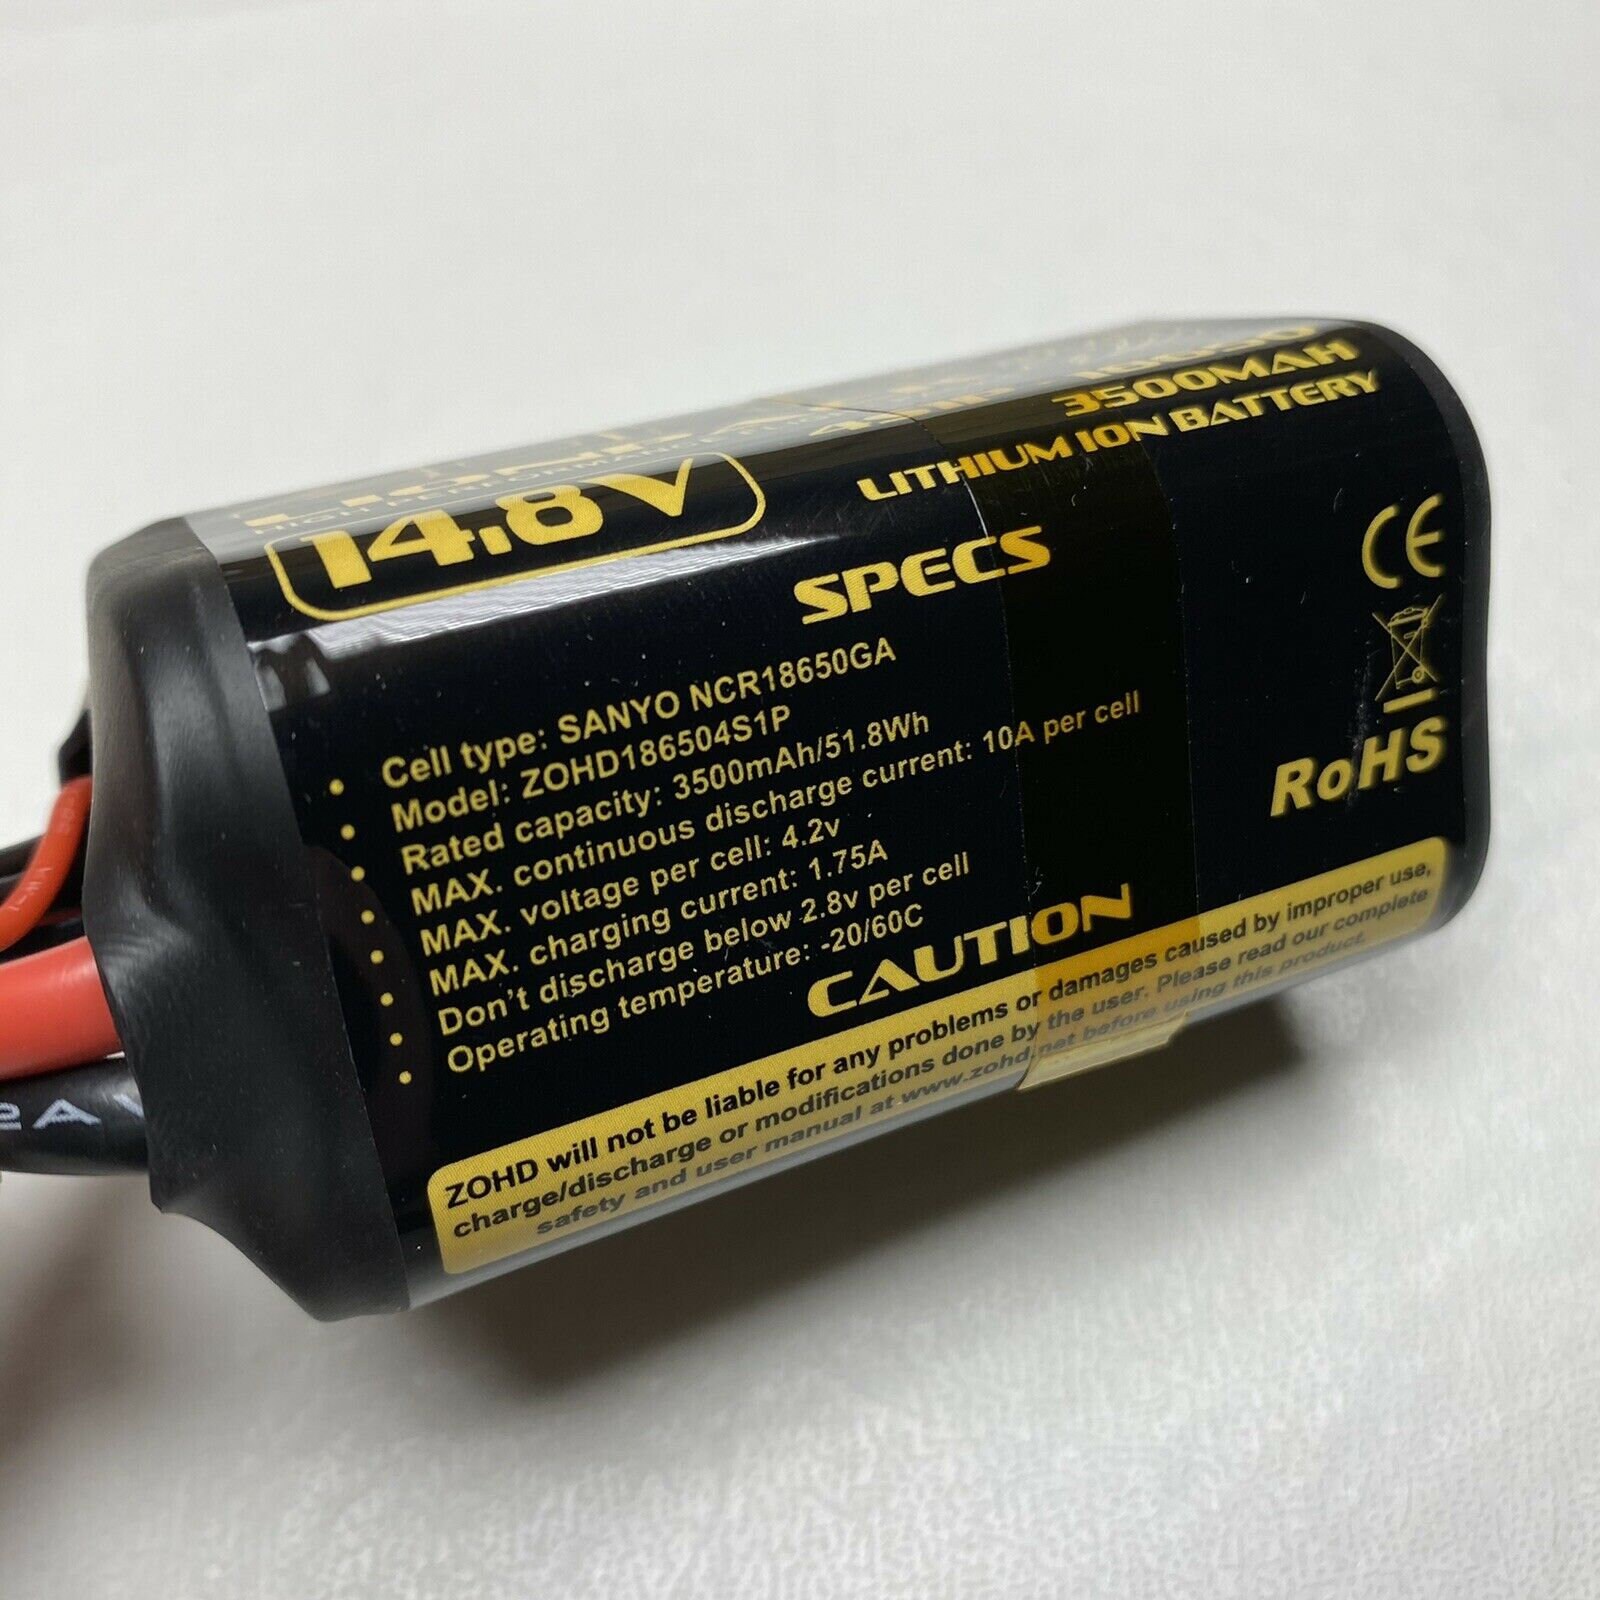 14.8V
3500MAH
LITHIUM ION BATTERY
SPECS
• Cell type: SANYO NCR18650GA
• Model: ZOHD186504S1P
• Rated capacity: 3500mAh/51.8Wh
• MAX. continuous discharge current: 10A per cell
• MAX. voltage per cell: 4.2v
• MAX. charging current: 1.75A
• Don't discharge below 2.8v per cell
• Operating temperature: -20/60C
CE
RoHS
CAUTION
ZOHD will not be liable for any problems or damages caused by improper use,
charge/discharge or modifications done by the user. Please read our complete
safety and user manual at www.zohd.net before using this product.